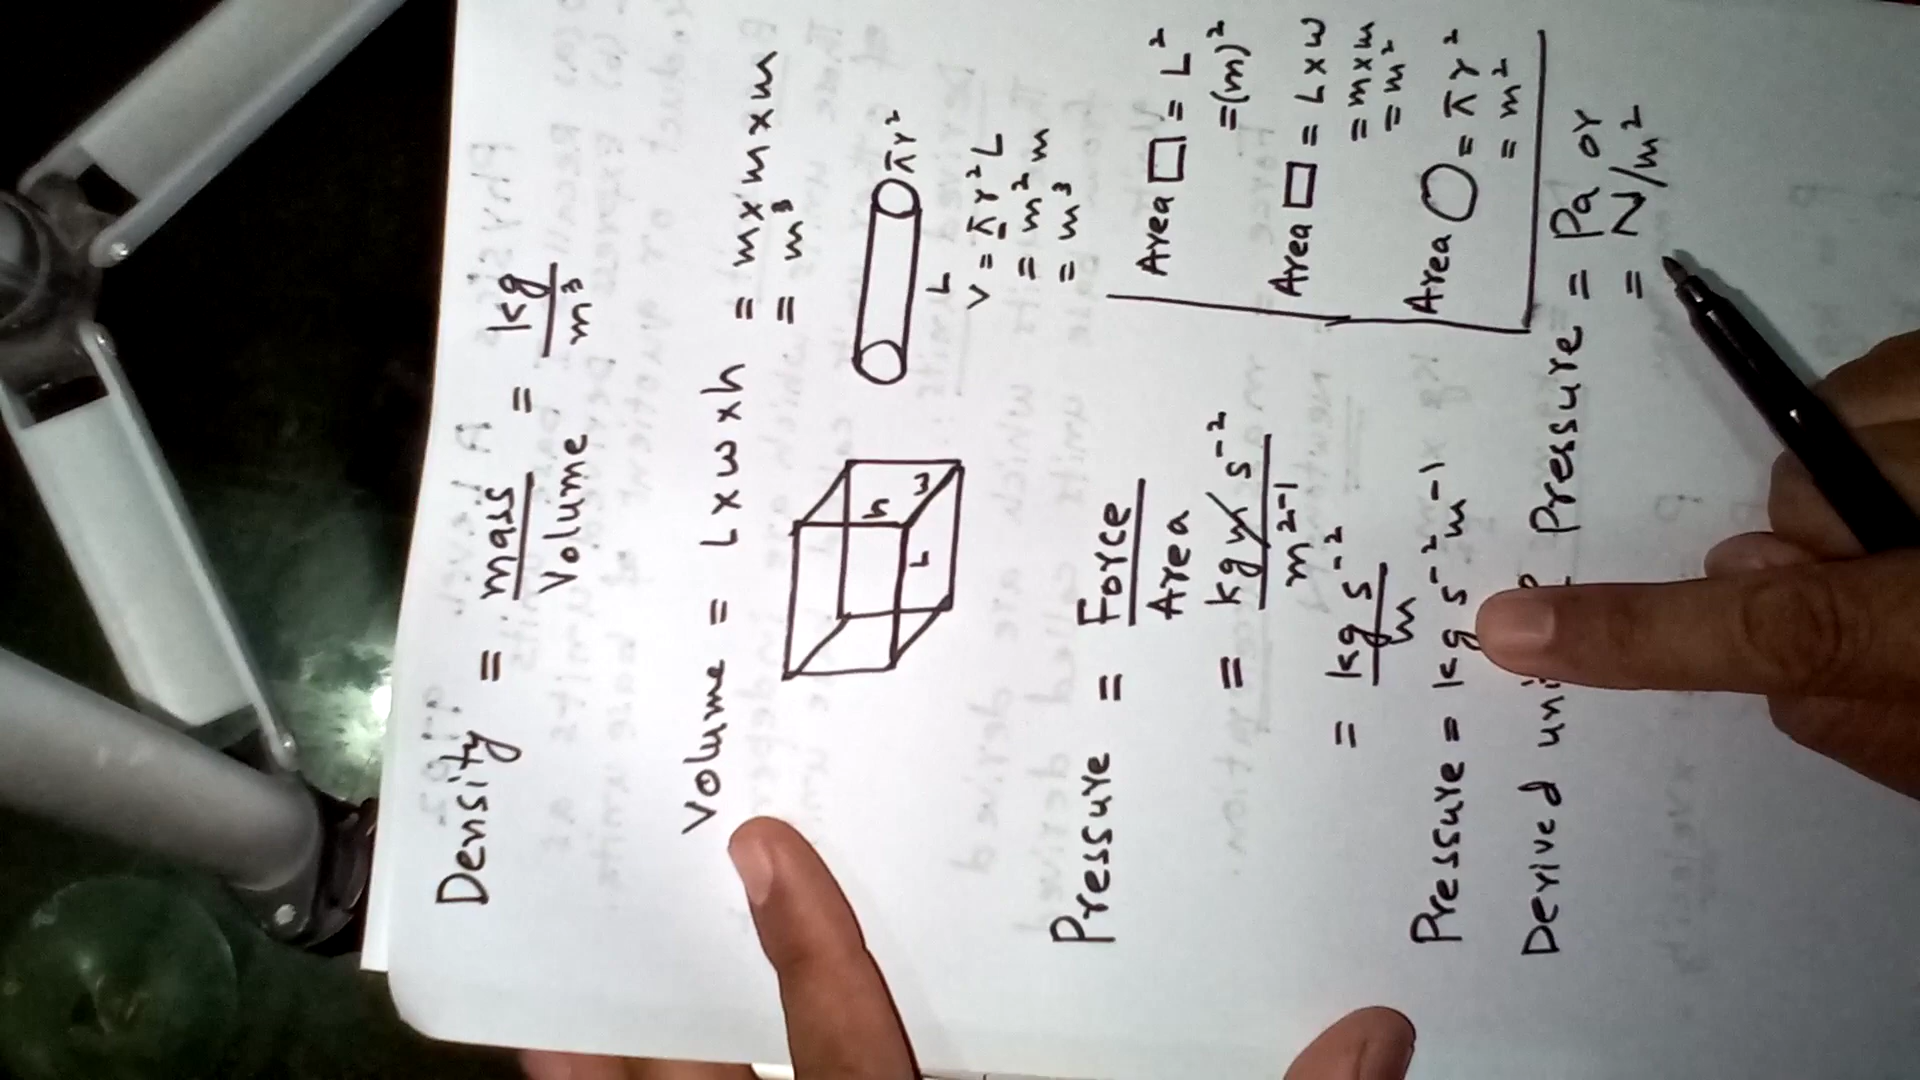 Density = mass / Volume = kg / m³
Volume = L x w x h = m x m x m
= m³
h
w
L
πr²
L
V = πr² L
= m² m
= m³
Pressure = Force / Area
= kg m s⁻² / m²⁻¹
= kg s⁻² / m
Pressure = kg s⁻² m⁻¹
Area □ = L²
= (m)²
Area ▭ = L x w
= m x m
= m²
Area ○ = πr²
= m²
Derived Pressure = Pa or
= N/m²